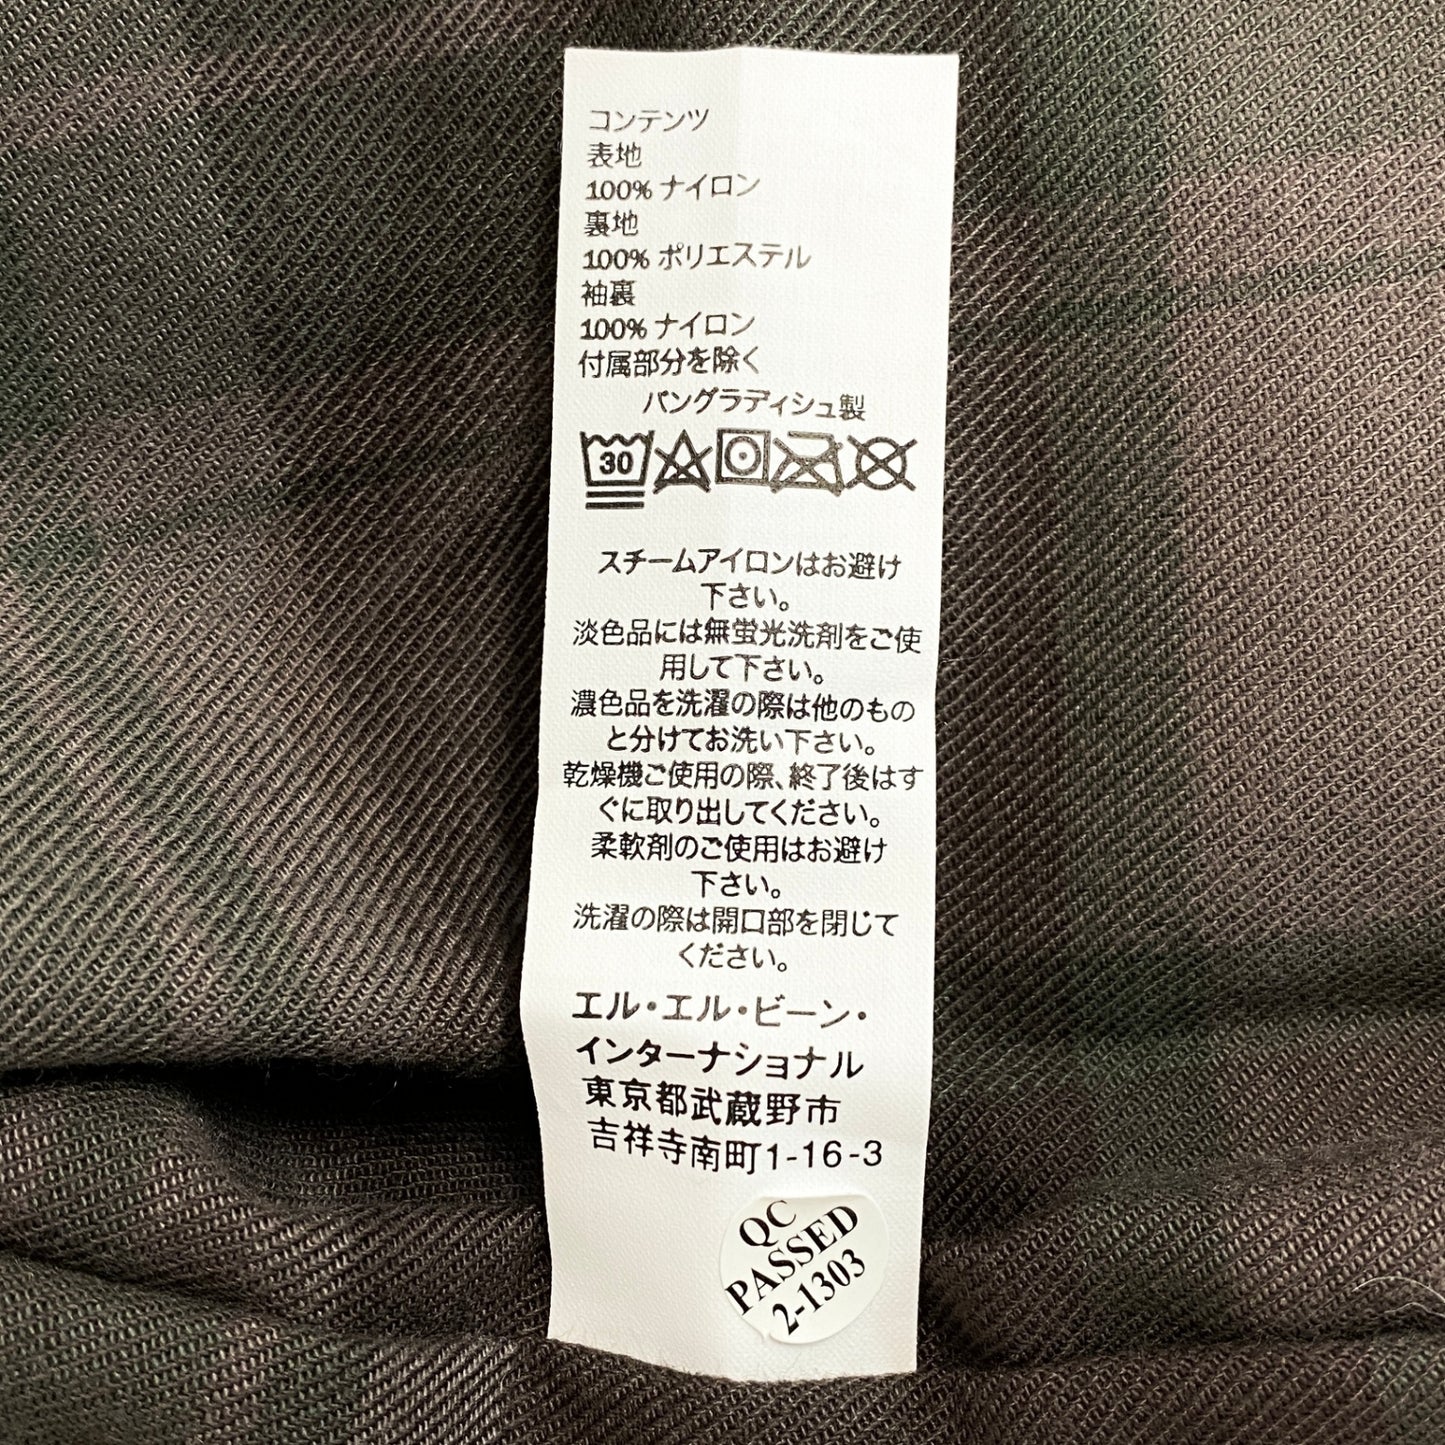 コンテンツ
表地
100% ナイロン
裏地
100% ポリエステル
袖裏
100% ナイロン
付属部分を除く
バングラディシュ製
30
スチームアイロンはお避け
下さい。
淡色品には無蛍光洗剤をご使
用して下さい。
濃色品を洗濯の際は他のもの
と分けてお洗い下さい。
乾燥機ご使用の際、終了後はす
ぐに取り出してください。
柔軟剤のご使用はお避け
下さい。
洗濯の際は開口部を閉じて
ください。
エル・エル・ビーン・
インターナショナル
東京都武蔵野市
吉祥寺南町1-16-3
QC
PASSED
2-1303